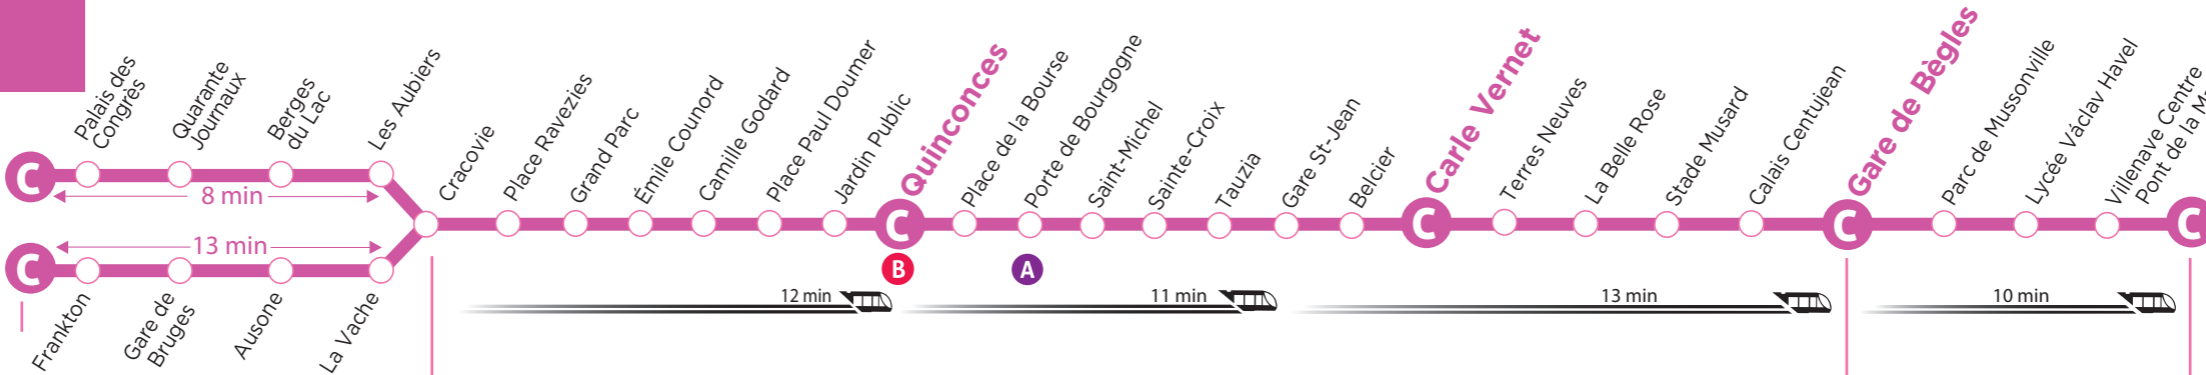 Palais des
Congrès
Quarante
Journaux
Berges
du Lac
Les Aubiers
C
8 min
C
13 min
Frankton
Gare de
Bruges
Ausone
La Vache
Cracovie
Place Ravezies
Grand Parc
Émile Counord
Camille Godard
Place Paul Doumer
Jardin Public
Quinconces
C
B
Place de la Bourse
Porte de Bourgogne
A
Saint-Michel
Sainte-Croix
Tauzia
Gare St-Jean
Belcier
Carle Vernet
C
Terres Neuves
La Belle Rose
Stade Musard
Calais Centujean
Gare de Bègles
C
Parc de Mussonville
Lycée Václav Havel
Villenave Centre
Pont de la
C
12 min
11 min
13 min
10 min